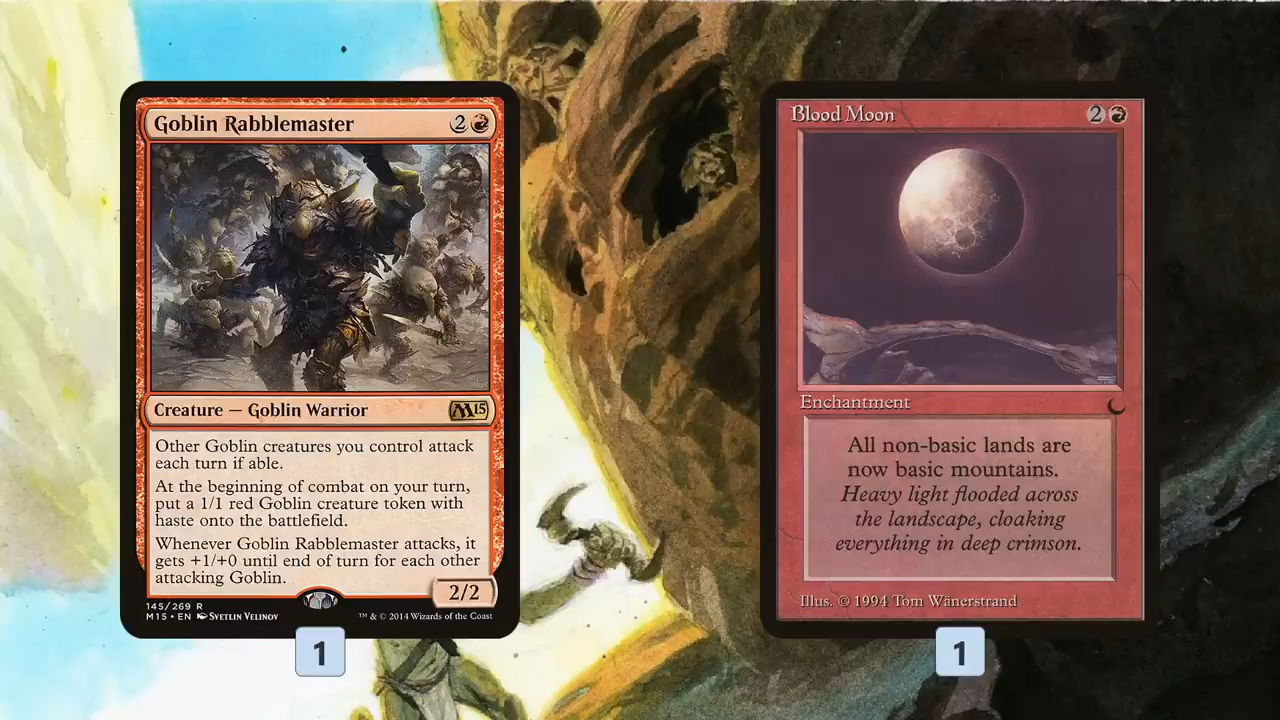 Goblin Rabblemaster 2
Creature — Goblin Warrior M15
Other Goblin creatures you control attack
each turn if able.
At the beginning of combat on your turn,
put a 1/1 red Goblin creature token with
haste onto the battlefield.
Whenever Goblin Rabblemaster attacks, it
gets +1/+0 until end of turn for each other
attacking Goblin.
2/2
145/269 R
M15 • EN SVETLIN VELINOV
™ & © 2014 Wizards of the Coast
1
Blood Moon 2
Enchantment
All non-basic lands are
now basic mountains.
Heavy light flooded across
the landscape, cloaking
everything in deep crimson.
Illus. © 1994 Tom Wänerstrand
1